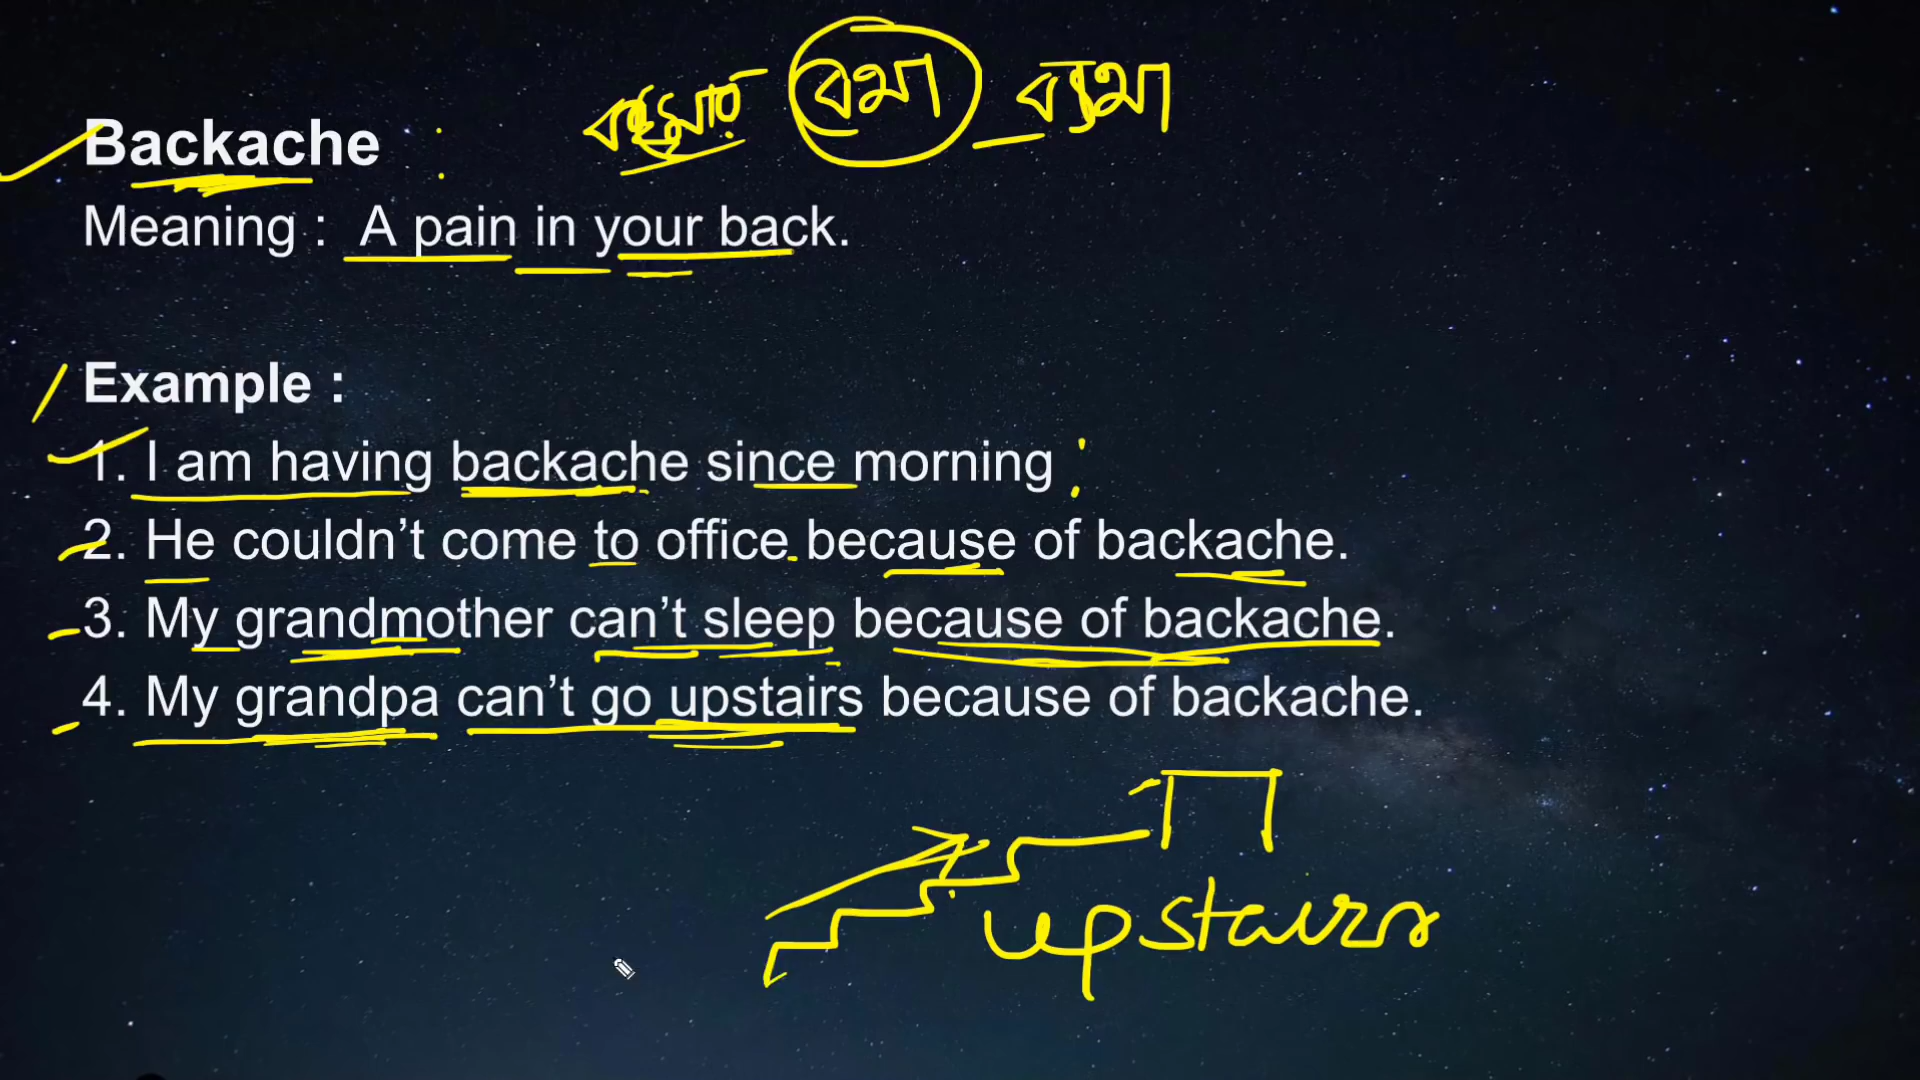 বথা ব্যথা
Backache :
Meaning : A pain in your back.
Example :
1. I am having backache since morning
2. He couldn’t come to office because of backache.
3. My grandmother can’t sleep because of backache.
4. My grandpa can’t go upstairs because of backache.
upstairs